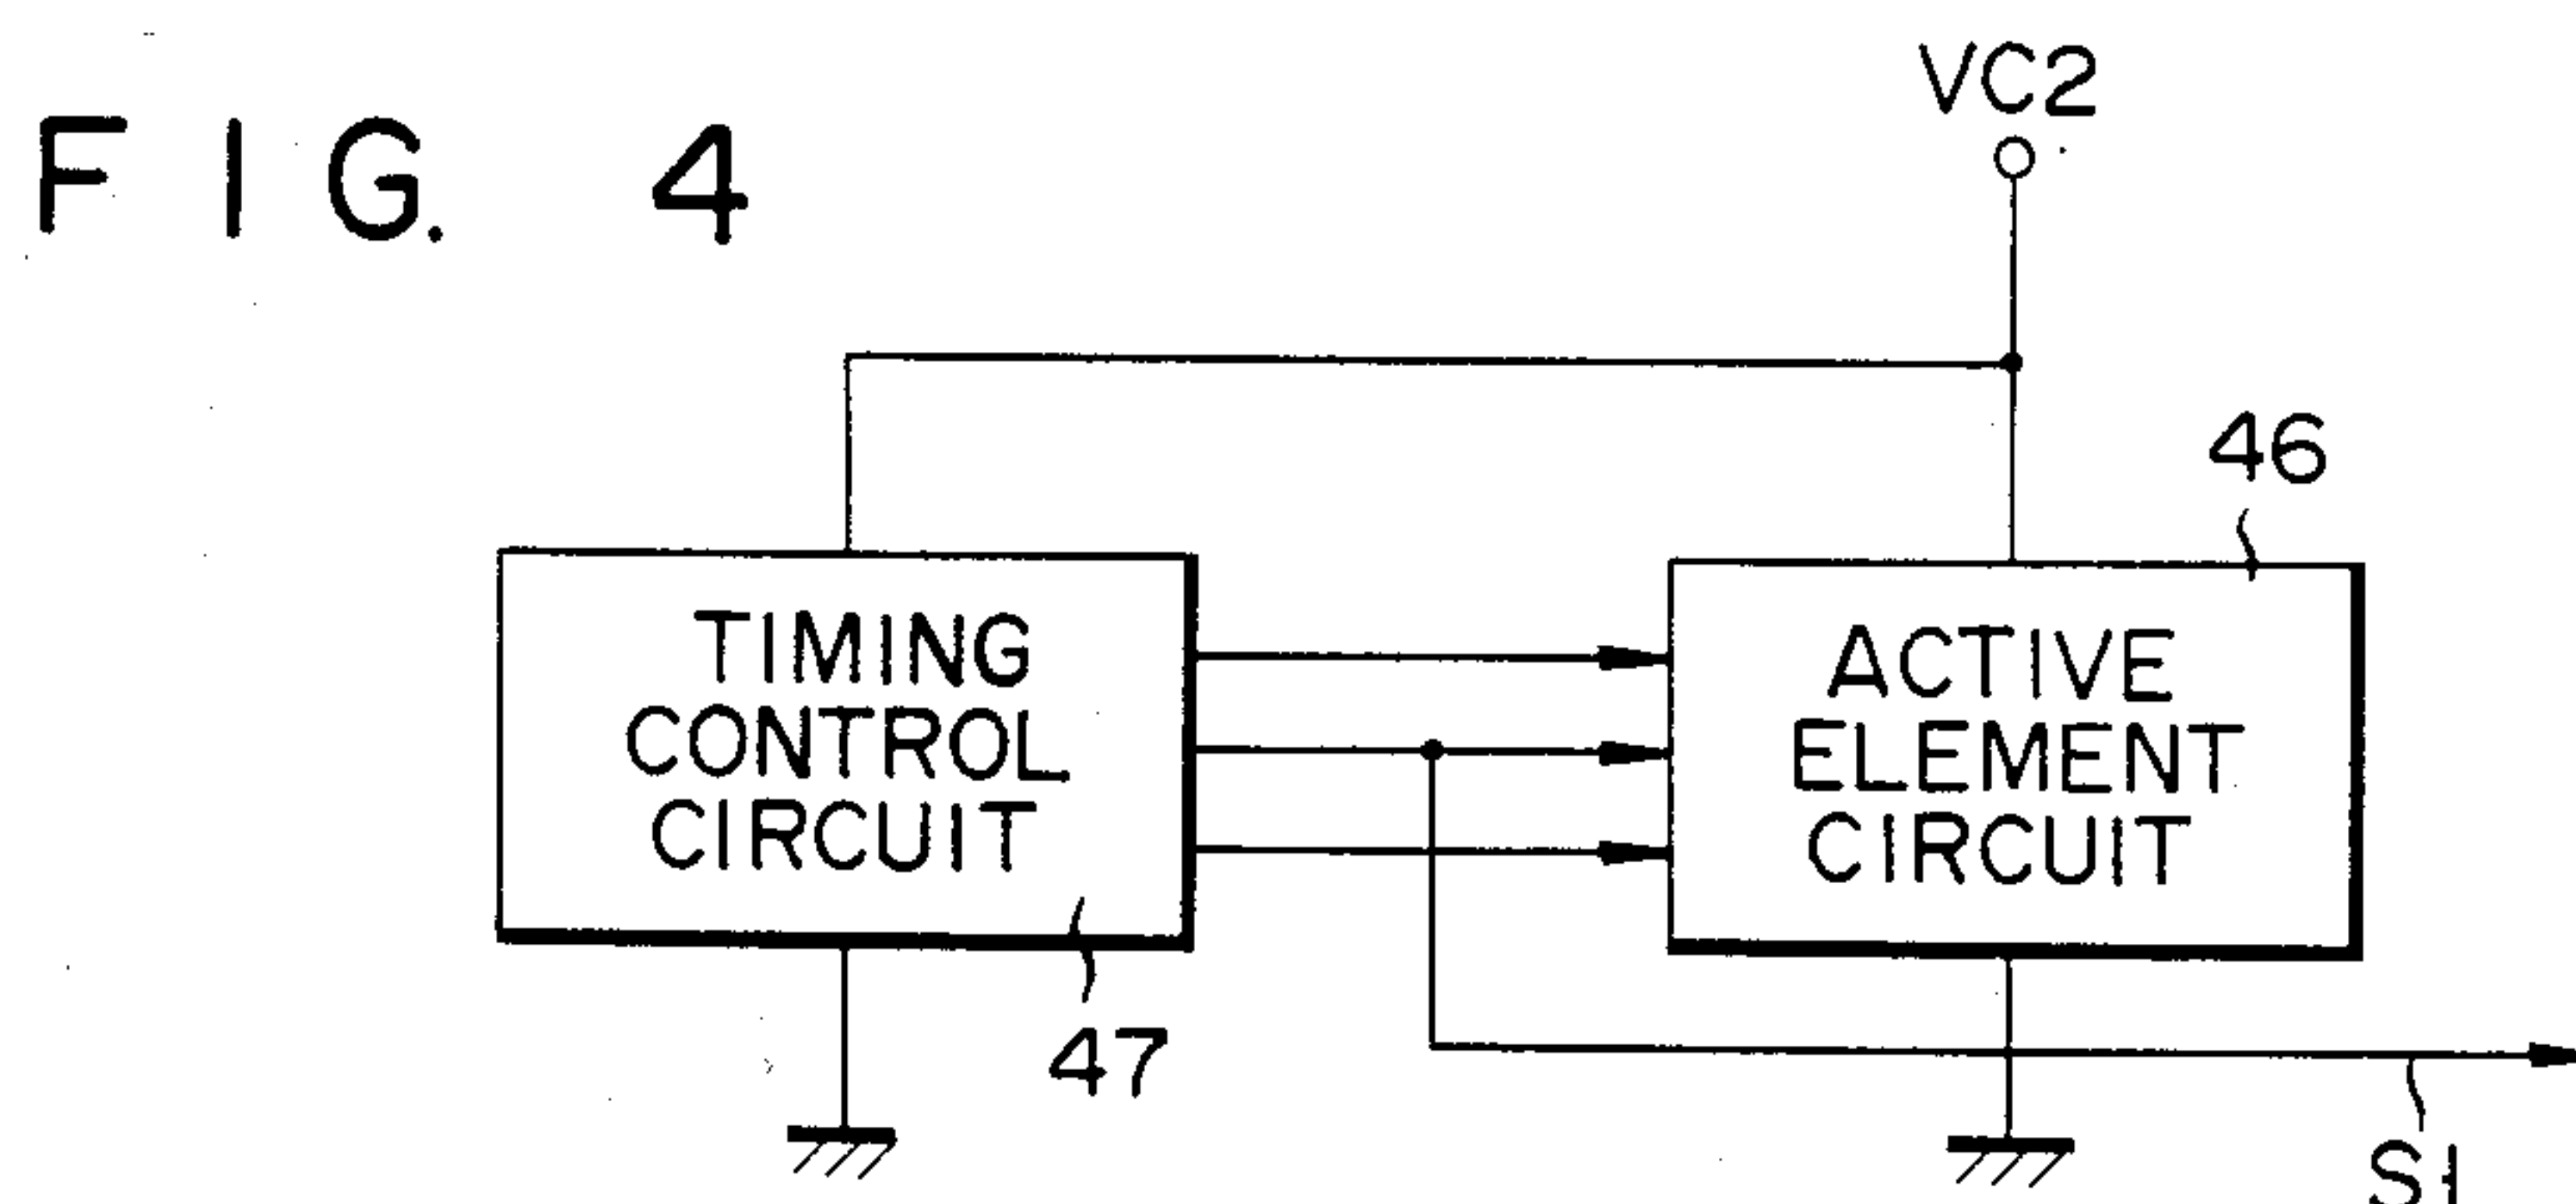 FIG. 4
VC2
46
TIMING
CONTROL
CIRCUIT
ACTIVE
ELEMENT
CIRCUIT
47
S1